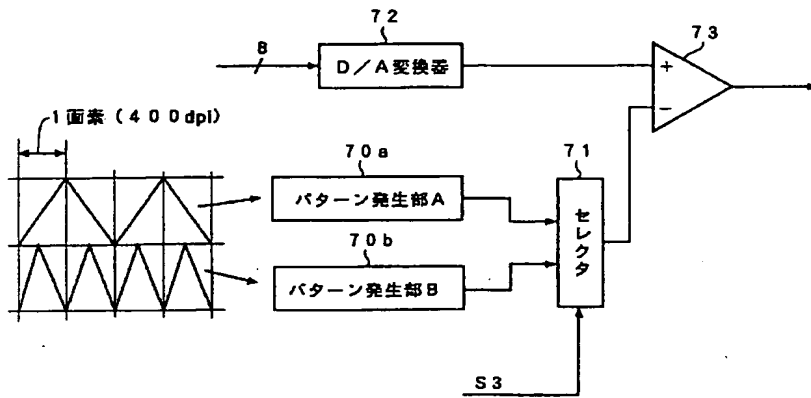 72
8
D/A変換器
73
+
−
1画素(400dpi)
70a
パターン発生部A
71
セレクタ
70b
パターン発生部B
S3